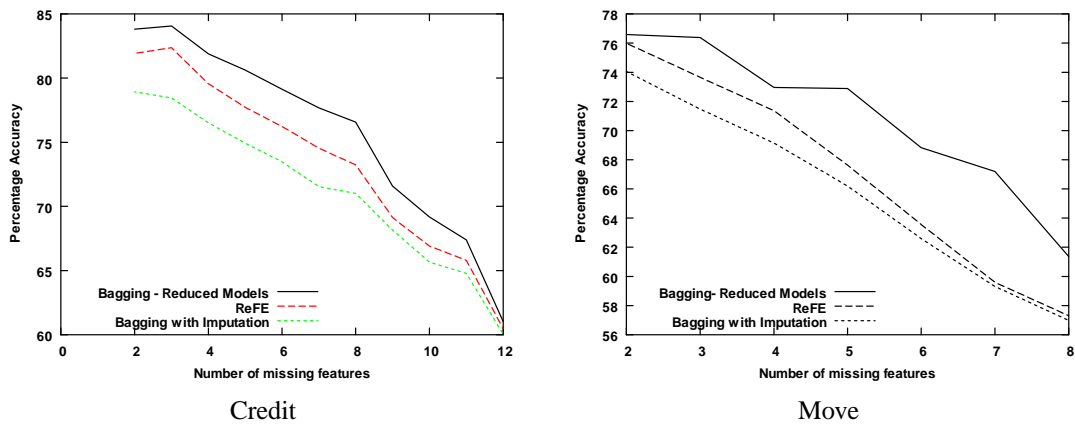 85
80
75
70
65
60
Percentage Accuracy
Bagging - Reduced Models
ReFE
Bagging with Imputation
0
2
4
6
8
10
12
Number of missing features
Credit
78
76
74
72
70
68
66
64
62
60
58
56
Percentage Accuracy
Bagging- Reduced Models
ReFE
Bagging with Imputation
2
3
4
5
6
7
8
Number of missing features
Move